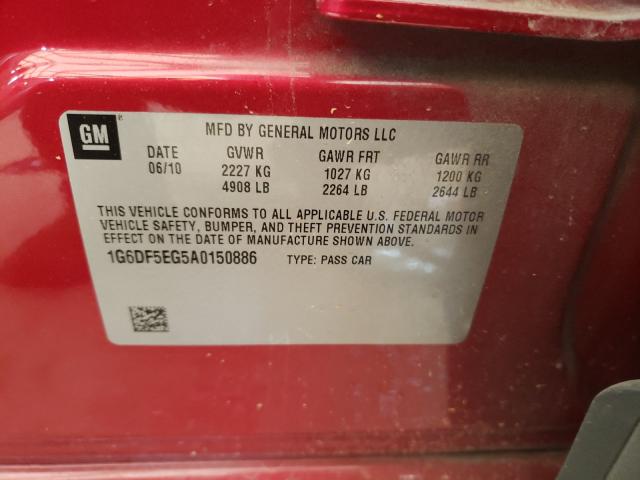 GM
MFD BY GENERAL MOTORS LLC
DATE GVWR GAWR FRT GAWR RR
06/10 2227 KG 1027 KG 1200 KG
4908 LB 2264 LB 2644 LB
THIS VEHICLE CONFORMS TO ALL APPLICABLE U.S. FEDERAL MOTOR
VEHICLE SAFETY, BUMPER, AND THEFT PREVENTION STANDARDS IN
EFFECT ON THE DATE OF MANUFACTURE SHOWN ABOVE.
1G6DF5EG5A0150886 TYPE: PASS CAR